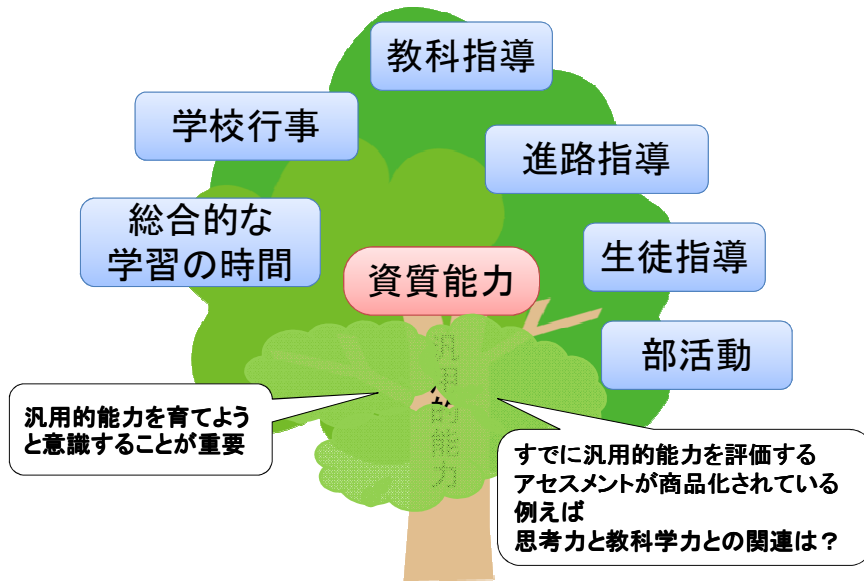 教科指導
学校行事
進路指導
総合的な
学習の時間
生徒指導
資質能力
部活動
汎用的能力
汎用的能力を育てよう
と意識することが重要
すでに汎用的能力を評価する
アセスメントが商品化されている
例えば
思考力と教科学力との関連は？